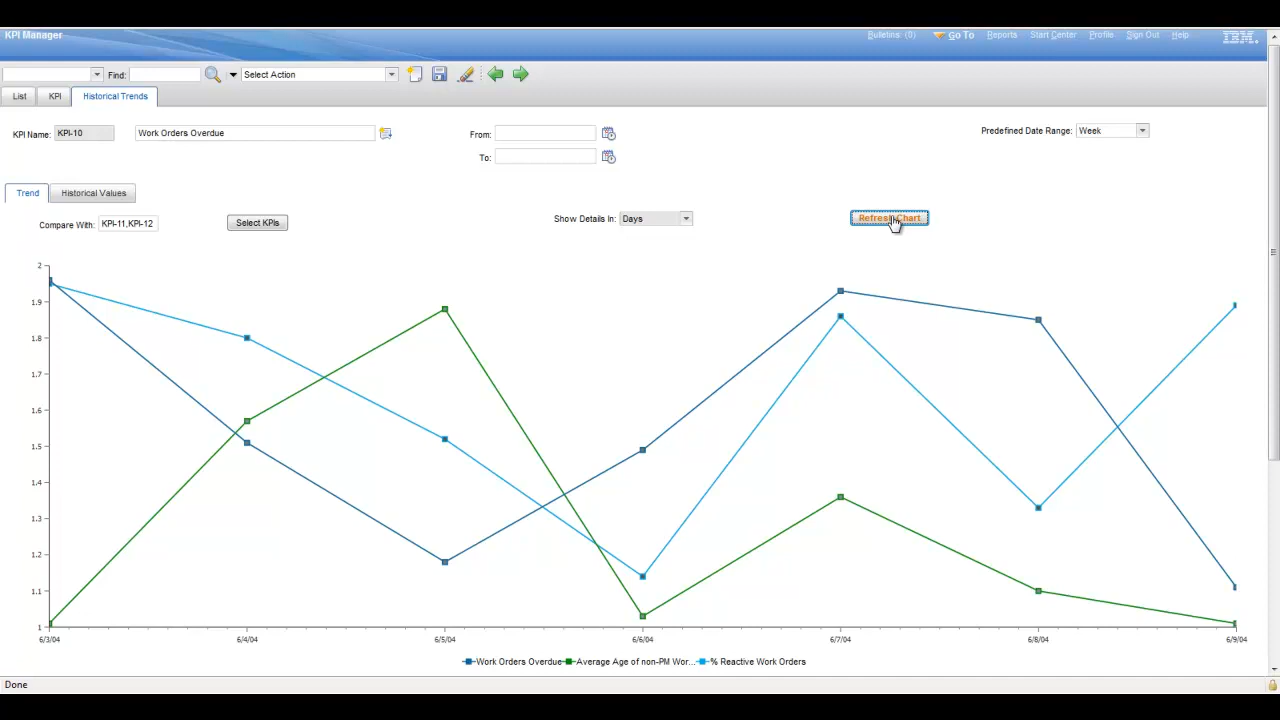 KPI Manager
Bulletins: (0) Go To Reports Start Center Profile Sign Out Help IBM.
Find: Select Action
List KPI Historical Trends
KPI Name: KPI-10 Work Orders Overdue From: Predefined Date Range: Week
To:
Trend Historical Values
Compare With: KPI-11,KPI-12 Select KPIs Show Details In: Days Refresh Chart
2
1.9
1.8
1.7
1.6
1.5
1.4
1.3
1.2
1.1
1
6/3/04 6/4/04 6/5/04 6/6/04 6/7/04 6/8/04 6/9/04
Work Orders Overdue Average Age of non-PM Wor... % Reactive Work Orders
Done